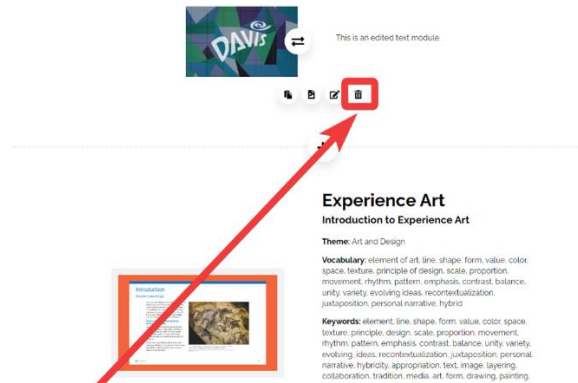 DAVIS
This is an edited text module.
Experience Art
Introduction to Experience Art
Theme: Art and Design
Vocabulary: element of art, line, shape, form, value, color,
space, texture, principle of design, scale, proportion,
movement, rhythm, pattern, emphasis, contrast, balance,
unity, variety, evolving ideas, recontextualization,
juxtaposition, personal narrative, hybrid
Introduction
Keywords: element, line, shape, form, value, color, space,
texture, principle, design, scale, proportion, movement,
rhythm, pattern, emphasis, contrast, balance, unity, variety,
evolving, ideas, recontextualization, juxtaposition, personal
narrative, hybridity, appropriation, text, image, layering,
collaboration, tradition, media, art, form, drawing, painting,